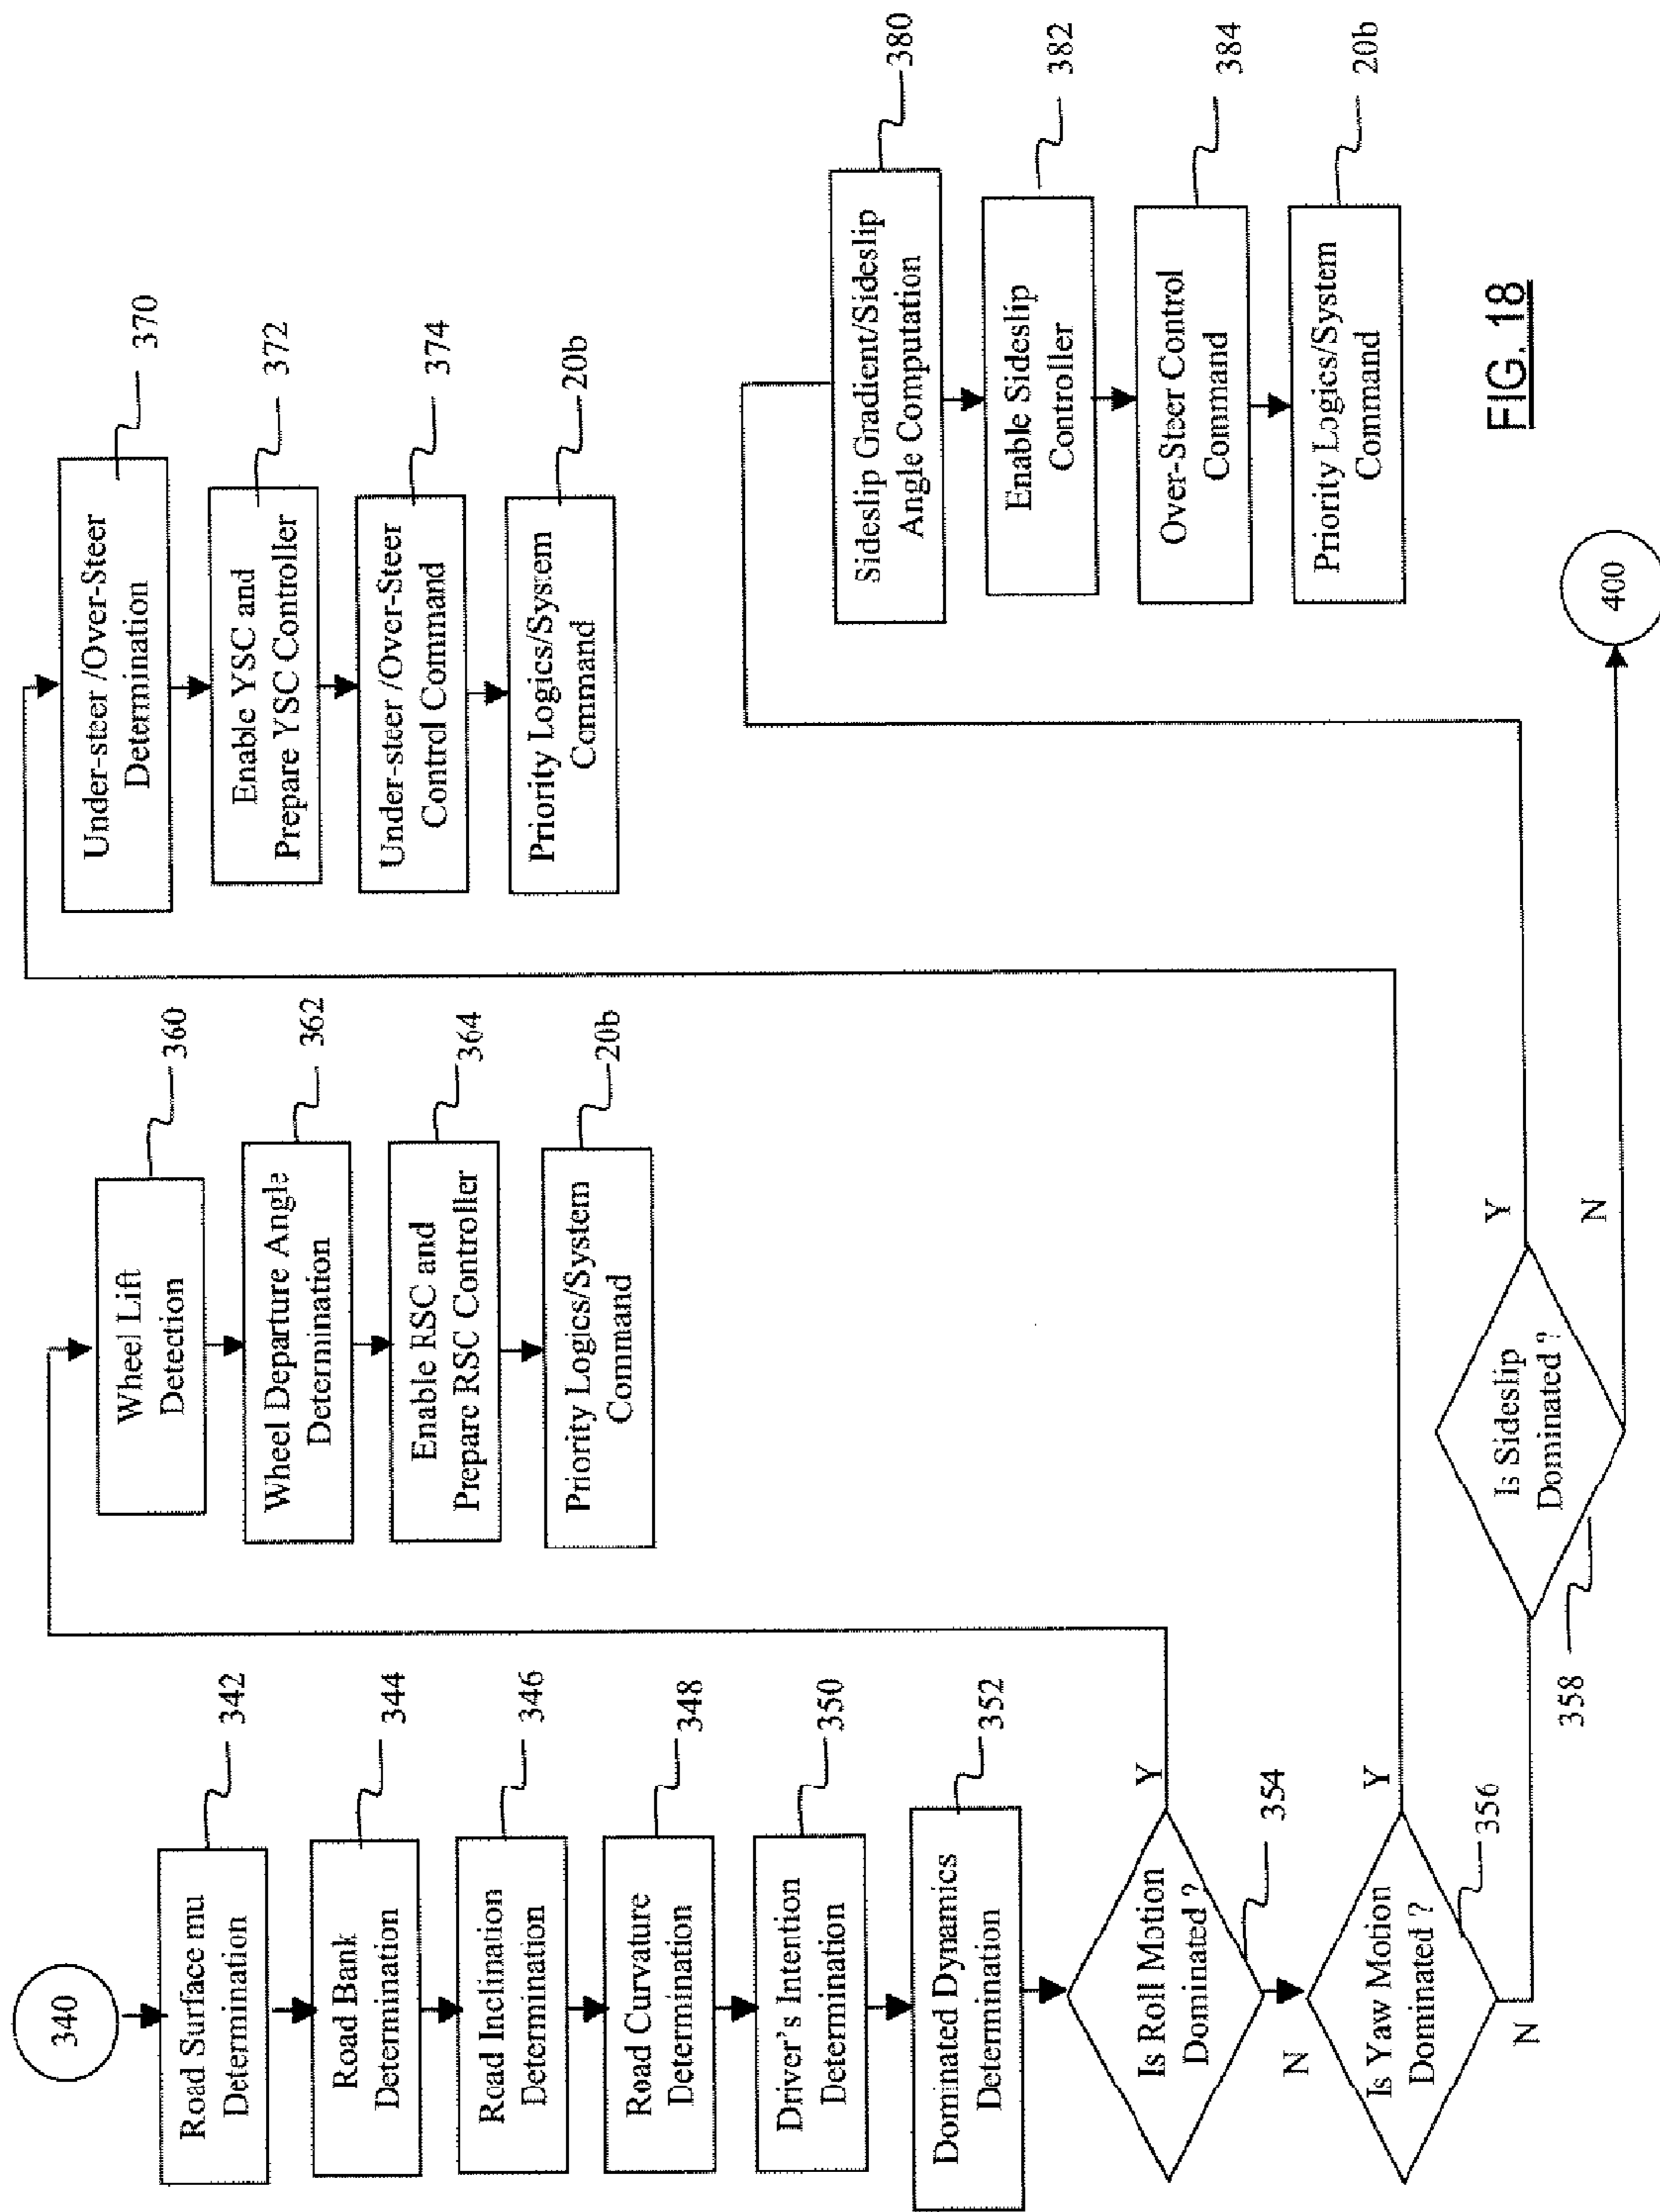 340
Road Surface mu
Determination
342
Road Bank
Determination
344
Road Inclination
Determination
346
Road Curvature
Determination
348
Driver's Intention
Determination
350
Dominated Dynamics
Determination
352
Is Roll Motion
Dominated ?
Y
354
N
Is Yaw Motion
Dominated ?
Y
356
N
Wheel Lift
Detection
360
Wheel Departure Angle
Determination
362
Enable RSC and
Prepare RSC Controller
364
Priority Logics/System
Command
20b
Under-steer /Over-Steer
Determination
370
Enable YSC and
Prepare YSC Controller
372
Under-steer /Over-Steer
Control Command
374
Priority Logics/System
Command
20b
Is Sideslip
Dominated ?
358
Y
N
Sideslip Gradient/Sideslip
Angle Computation
380
Enable Sideslip
Controller
382
Over-Steer Control
Command
384
Priority Logics/System
Command
20b
400
FIG. 18